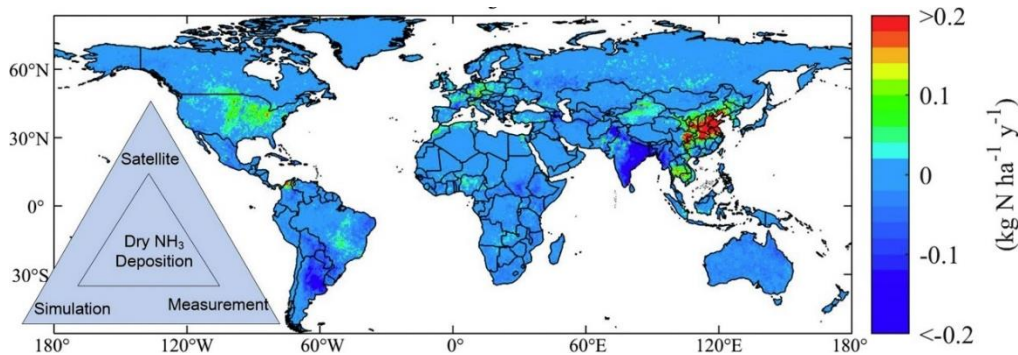 >0.2
0.1
0
-0.1
<-0.2
(kg N ha⁻¹ y⁻¹)
60°N
30°N
0°
30°S
Satellite
Dry NH₃
Deposition
Simulation
Measurement
180°
120°W
60°W
0°
60°E
120°E
180°